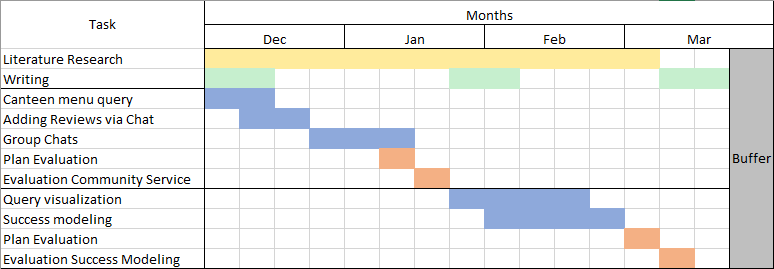 Task
Months
Dec
Jan
Feb
Mar
Literature Research
Writing
Canteen menu query
Adding Reviews via Chat
Group Chats
Plan Evaluation
Buffer
Evaluation Community Service
Query visualization
Success modeling
Plan Evaluation
Evaluation Success Modeling